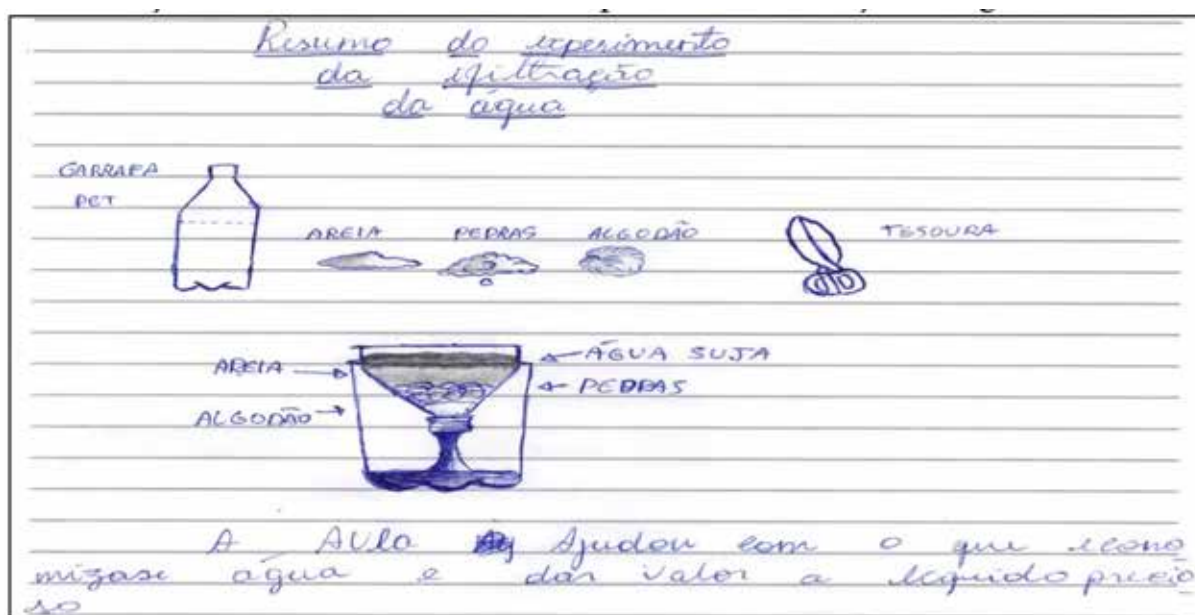 Resumo do experimento
da ifiltração
da água
GARRAFA
PET
AREIA PEDRAS ALGODÃO TESOURA
AREIA ÁGUA SUJA
PEDRAS
ALGODÃO
A AULA Ajudou com o que econo
mizase água e dar valor a liquido precio
so